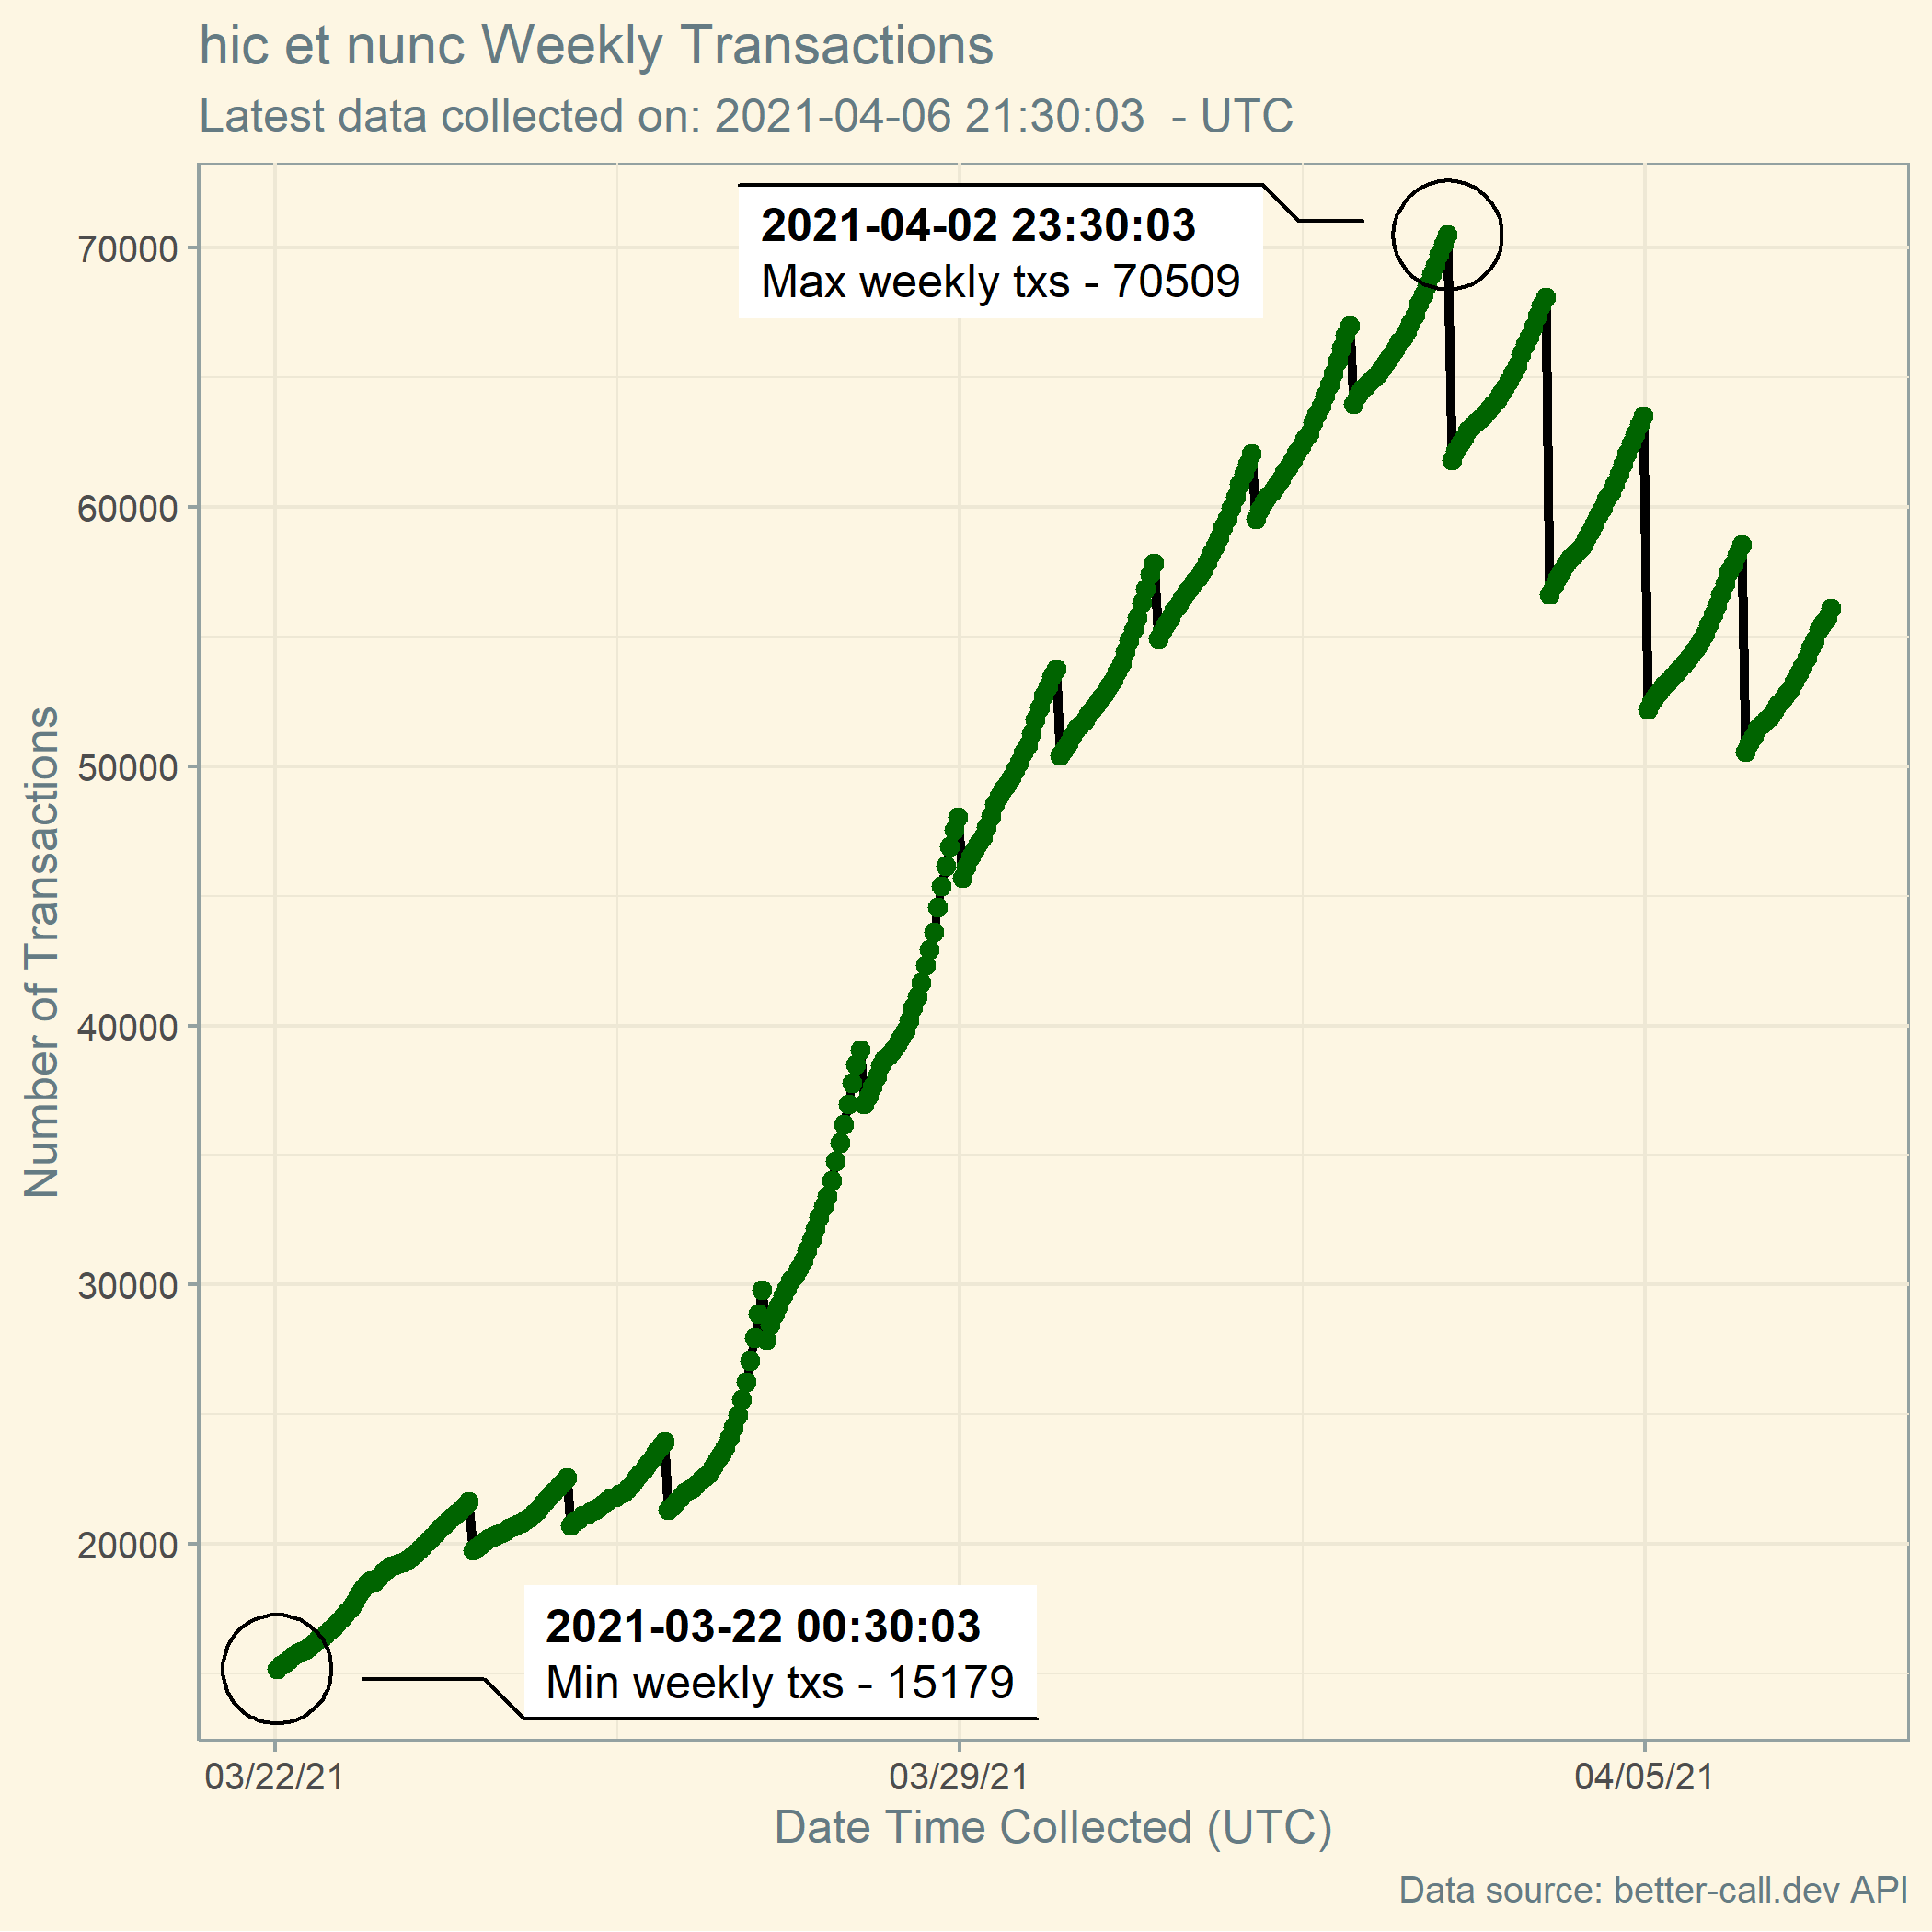 hic et nunc Weekly Transactions
Latest data collected on: 2021-04-06 21:30:03  - UTC
2021-04-02 23:30:03
Max weekly txs - 70509
70000
60000
50000
40000
30000
20000
Number of Transactions
2021-03-22 00:30:03
Min weekly txs - 15179
03/22/21
03/29/21
04/05/21
Date Time Collected (UTC)
Data source: better-call.dev API